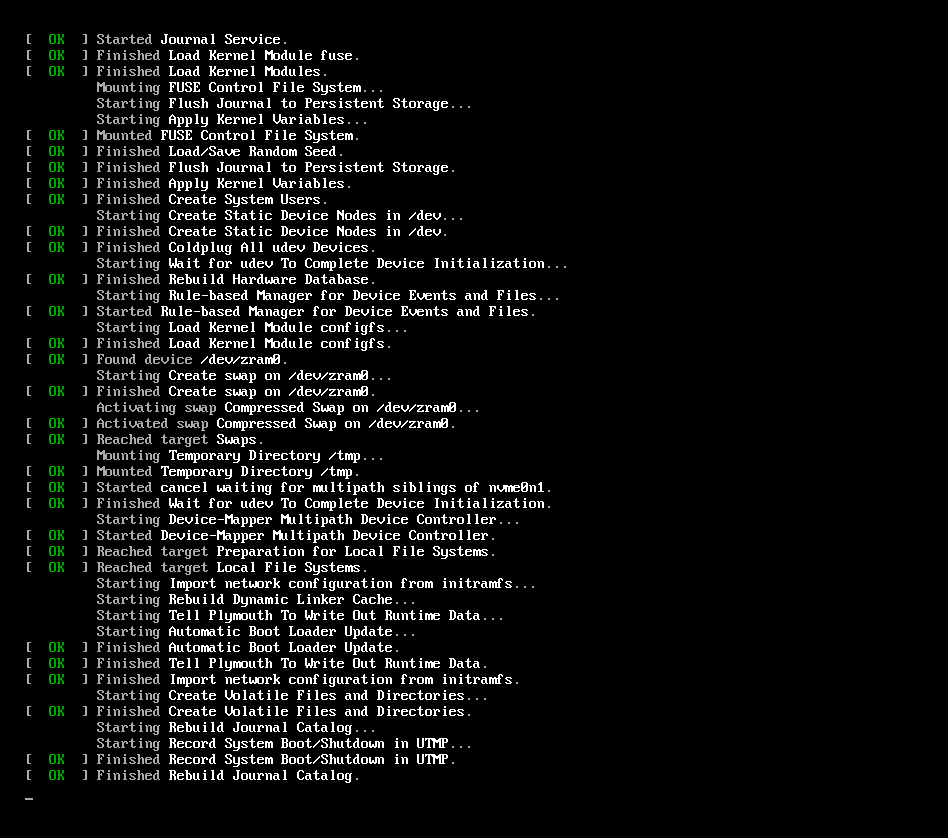 [  OK  ] Started Journal Service.
[  OK  ] Finished Load Kernel Module fuse.
[  OK  ] Finished Load Kernel Modules.
         Mounting FUSE Control File System...
         Starting Flush Journal to Persistent Storage...
         Starting Apply Kernel Variables...
[  OK  ] Mounted FUSE Control File System.
[  OK  ] Finished Load/Save Random Seed.
[  OK  ] Finished Flush Journal to Persistent Storage.
[  OK  ] Finished Apply Kernel Variables.
[  OK  ] Finished Create System Users.
         Starting Create Static Device Nodes in /dev...
[  OK  ] Finished Create Static Device Nodes in /dev.
[  OK  ] Finished Coldplug All udev Devices.
         Starting Wait for udev To Complete Device Initialization...
[  OK  ] Finished Rebuild Hardware Database.
         Starting Rule-based Manager for Device Events and Files...
[  OK  ] Started Rule-based Manager for Device Events and Files.
         Starting Load Kernel Module configfs...
[  OK  ] Finished Load Kernel Module configfs.
[  OK  ] Found device /dev/zram0.
         Starting Create swap on /dev/zram0...
[  OK  ] Finished Create swap on /dev/zram0.
         Activating swap Compressed Swap on /dev/zram0...
[  OK  ] Activated swap Compressed Swap on /dev/zram0.
[  OK  ] Reached target Swaps.
         Mounting Temporary Directory /tmp...
[  OK  ] Mounted Temporary Directory /tmp.
[  OK  ] Started cancel waiting for multipath siblings of nvme0n1.
[  OK  ] Finished Wait for udev To Complete Device Initialization.
         Starting Device-Mapper Multipath Device Controller...
[  OK  ] Started Device-Mapper Multipath Device Controller.
[  OK  ] Reached target Preparation for Local File Systems.
[  OK  ] Reached target Local File Systems.
         Starting Import network configuration from initramfs...
         Starting Rebuild Dynamic Linker Cache...
         Starting Tell Plymouth To Write Out Runtime Data...
         Starting Automatic Boot Loader Update...
[  OK  ] Finished Automatic Boot Loader Update.
[  OK  ] Finished Tell Plymouth To Write Out Runtime Data.
[  OK  ] Finished Import network configuration from initramfs.
         Starting Create Volatile Files and Directories...
[  OK  ] Finished Create Volatile Files and Directories.
         Starting Rebuild Journal Catalog...
         Starting Record System Boot/Shutdown in UTMP...
[  OK  ] Finished Record System Boot/Shutdown in UTMP.
[  OK  ] Finished Rebuild Journal Catalog.